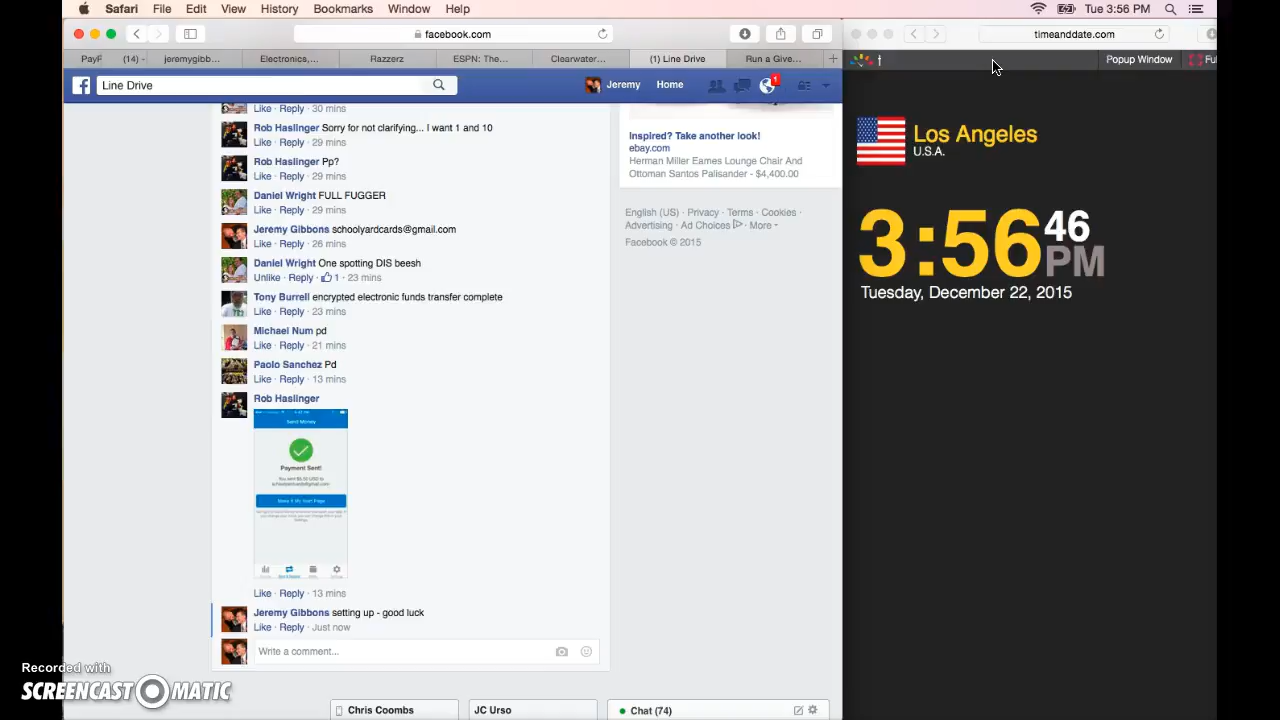 Safari File Edit View History Bookmarks Window Help Tue 3:56 PM
facebook.com
timeanddate.com
PayF (14) - jeremygibb... Electronics,... Razzerz ESPN: The... Clearwater... (1) Line Drive Run a Give... +
t Popup Window Ful
Line Drive Jeremy Home 1
Like · Reply · 30 mins
Rob Haslinger Sorry for not clarifying... I want 1 and 10
Like · Reply · 29 mins
Rob Haslinger Pp?
Like · Reply · 29 mins
Daniel Wright FULL FUGGER
Like · Reply · 29 mins
Jeremy Gibbons schoolyardcards@gmail.com
Like · Reply · 26 mins
Daniel Wright One spotting DIS beesh
Unlike · Reply · 1 · 23 mins
Tony Burrell encrypted electronic funds transfer complete
Like · Reply · 23 mins
Michael Num pd
Like · Reply · 21 mins
Paolo Sanchez Pd
Like · Reply · 13 mins
Rob Haslinger
Send Money
Payment Sent!
Like · Reply · 13 mins
Jeremy Gibbons setting up - good luck
Like · Reply · Just now
Write a comment...
Chris Coombs JC Urso Chat (74)
Inspired? Take another look!
ebay.com
Herman Miller Eames Lounge Chair And
Ottoman Santos Palisander - $4,400.00
English (US) · Privacy · Terms · Cookies ·
Advertising · Ad Choices · More
Facebook © 2015
Los Angeles
U.S.A.
3:56 46
PM
Tuesday, December 22, 2015
Recorded with
SCREENCAST MATIC